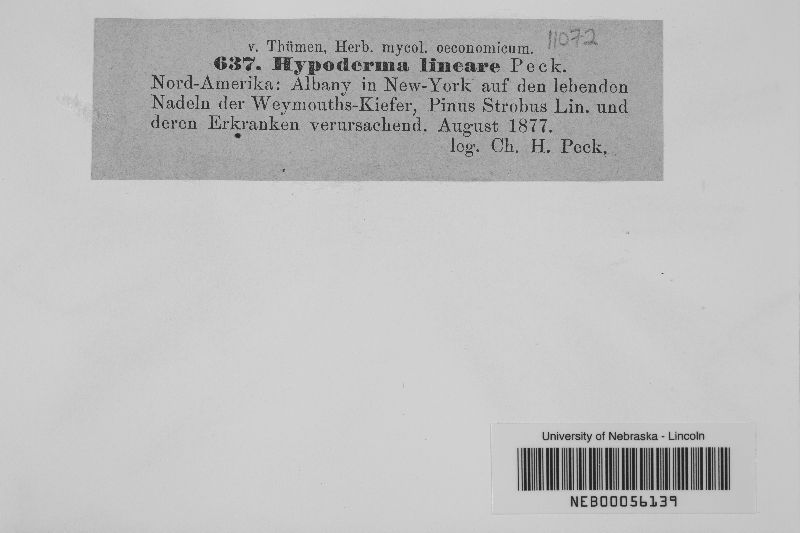 v. Thümen, Herb. mycol. oeconomicum.
11072
637. Hypoderma lineare Peck.
Nord-Amerika: Albany in New-York auf den lebenden
Nadeln der Weymouths-Kiefer, Pinus Strobus Lin. und
deren Erkranken verursachend. August 1877.
leg. Ch. H. Peck.
University of Nebraska - Lincoln
NEB00056139